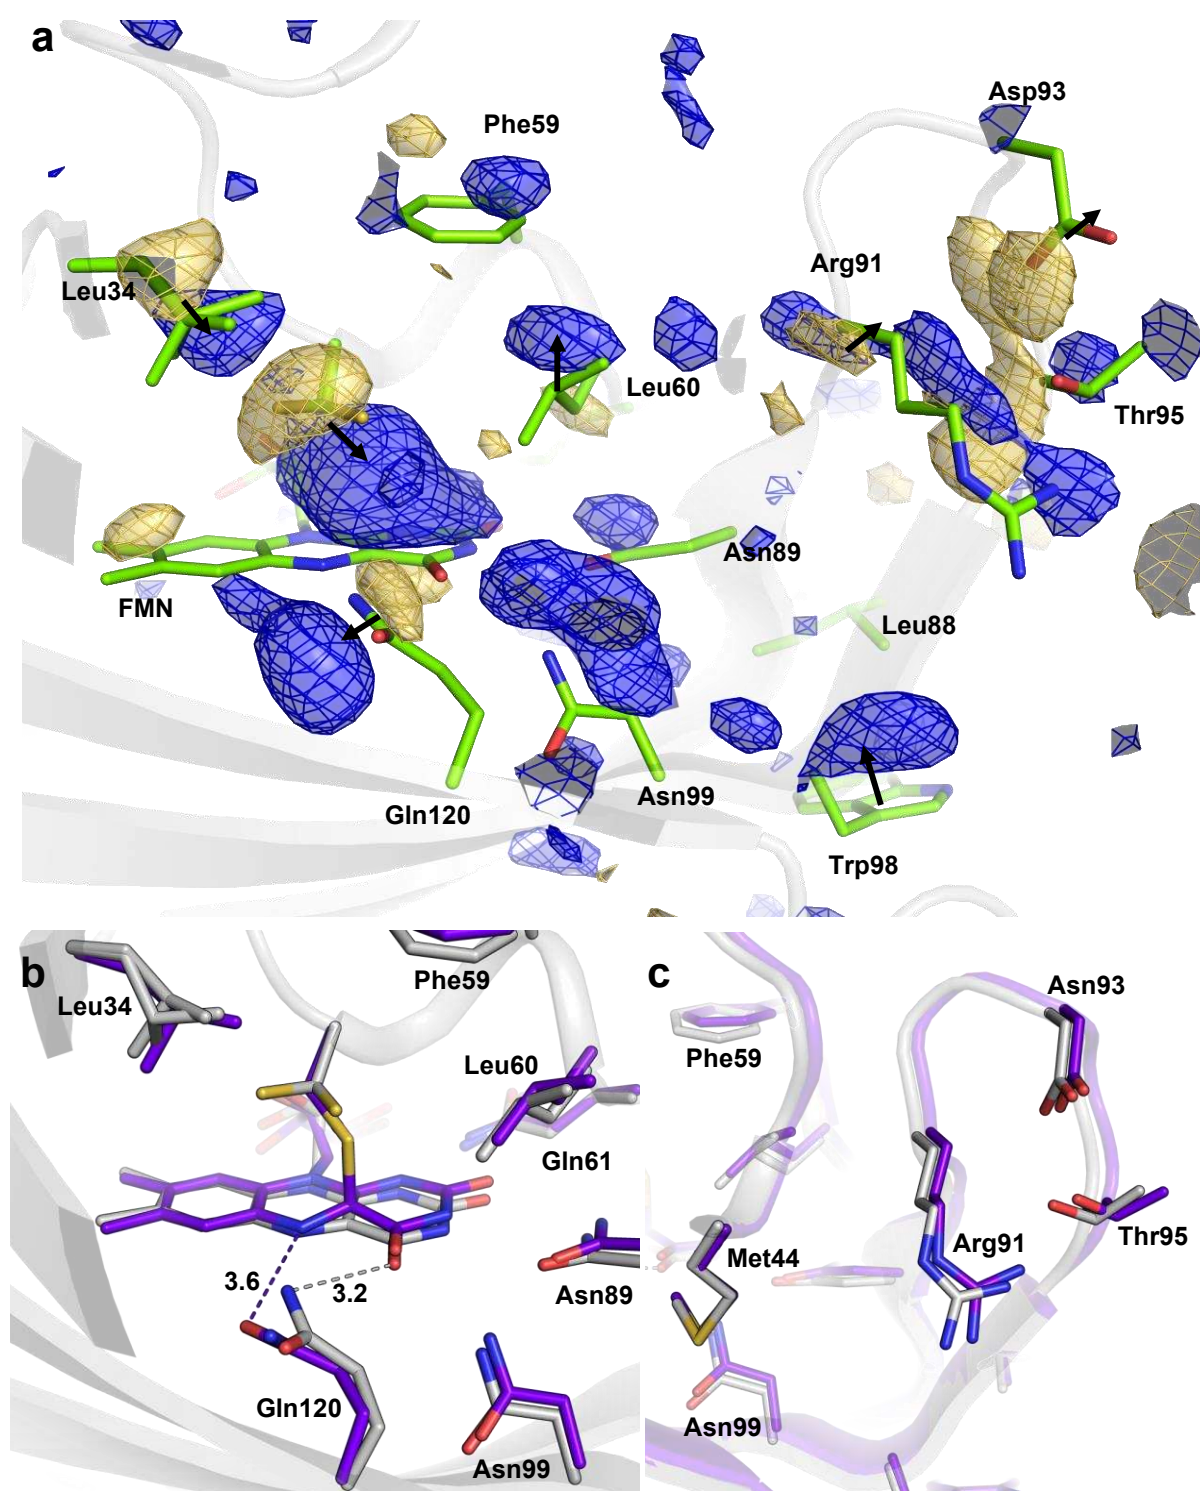 a
Phe59
Asp93
Leu34
Arg91
Leu60
Thr95
Asn89
FMN
Leu88
Gln120
Asn99
Trp98
b
Phe59
Leu34
Leu60
Gln61
3.6
3.2
Asn89
Gln120
Asn99
c
Asn93
Phe59
Met44
Arg91
Thr95
Asn99